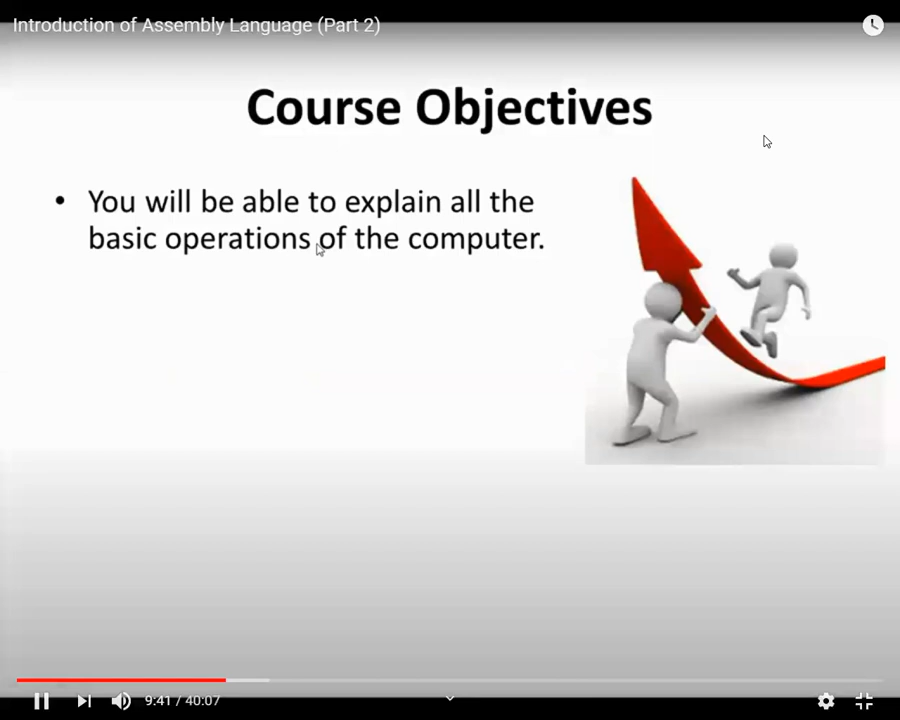 Introduction of Assembly Language (Part 2)
Course Objectives
• You will be able to explain all the
basic operations of the computer.
9:41 / 40:07